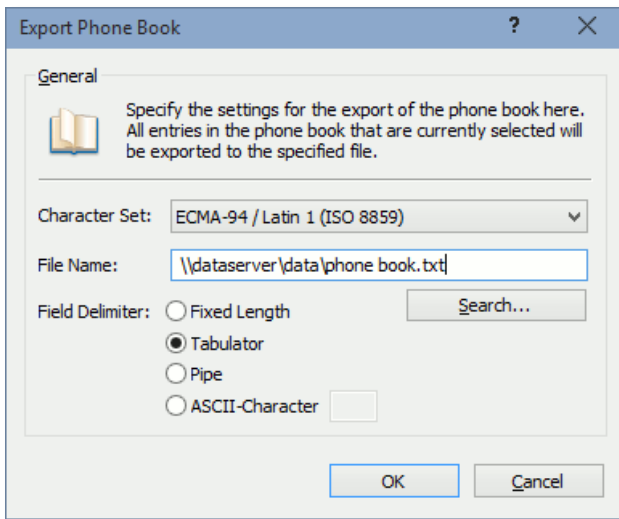 Export Phone Book ?
General
Specify the settings for the export of the phone book here.
All entries in the phone book that are currently selected will
be exported to the specified file.
Character Set: ECMA-94 / Latin 1 (ISO 8859)
File Name: \\dataserver\data\phone book.txt
Field Delimiter: Fixed Length Search...
Tabulator
Pipe
ASCII-Character
OK Cancel